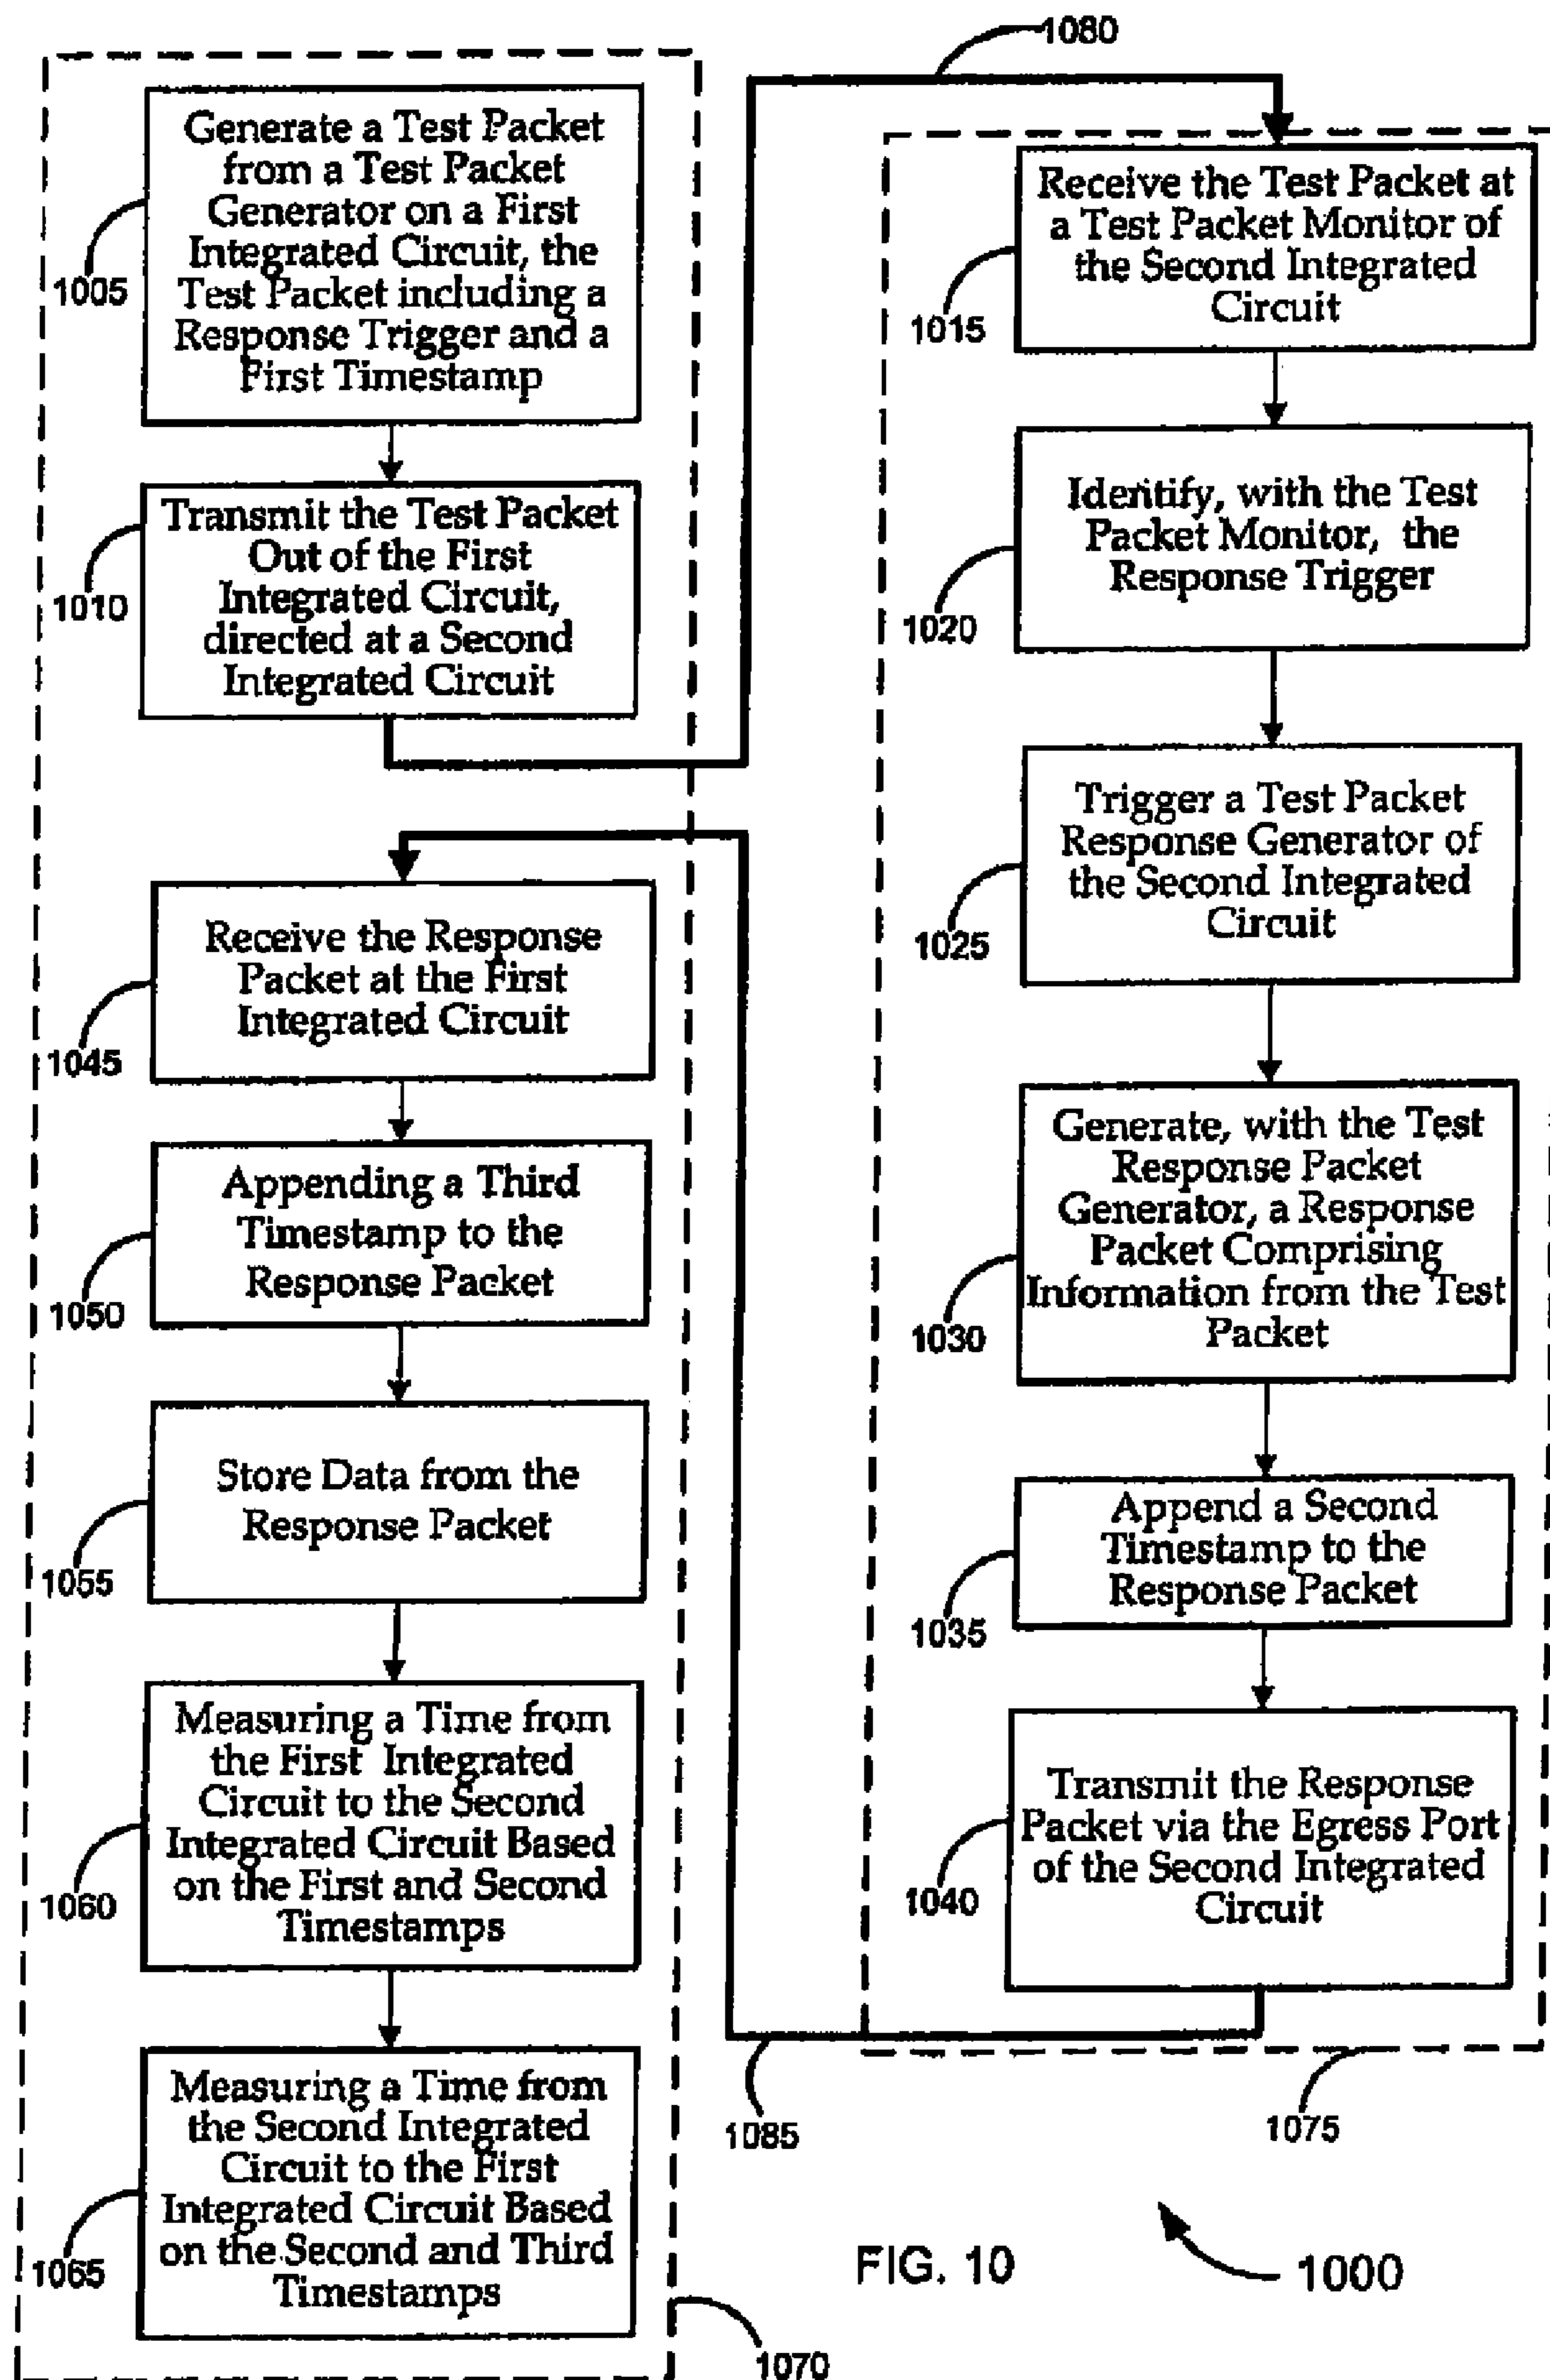 1080
Generate a Test Packet
from a Test Packet
Generator on a First
Integrated Circuit, the
Test Packet including a
Response Trigger and a
First Timestamp
1005
Transmit the Test Packet
Out of the First
Integrated Circuit,
directed at a Second
Integrated Circuit
1010
Receive the Test Packet at
a Test Packet Monitor of
the Second Integrated
Circuit
1015
Identify, with the Test
Packet Monitor, the
Response Trigger
1020
Trigger a Test Packet
Response Generator of
the Second Integrated
Circuit
1025
Generate, with the Test
Response Packet
Generator, a Response
Packet Comprising
Information from the Test
Packet
1030
Append a Second
Timestamp to the
Response Packet
1035
Transmit the Response
Packet via the Egress Port
of the Second Integrated
Circuit
1040
Receive the Response
Packet at the First
Integrated Circuit
1045
Appending a Third
Timestamp to the
Response Packet
1050
Store Data from the
Response Packet
1055
Measuring a Time from
the First Integrated
Circuit to the Second
Integrated Circuit Based
on the First and Second
Timestamps
1060
Measuring a Time from
the Second Integrated
Circuit to the First
Integrated Circuit Based
on the Second and Third
Timestamps
1065
1085
1075
FIG. 10
1000
1070